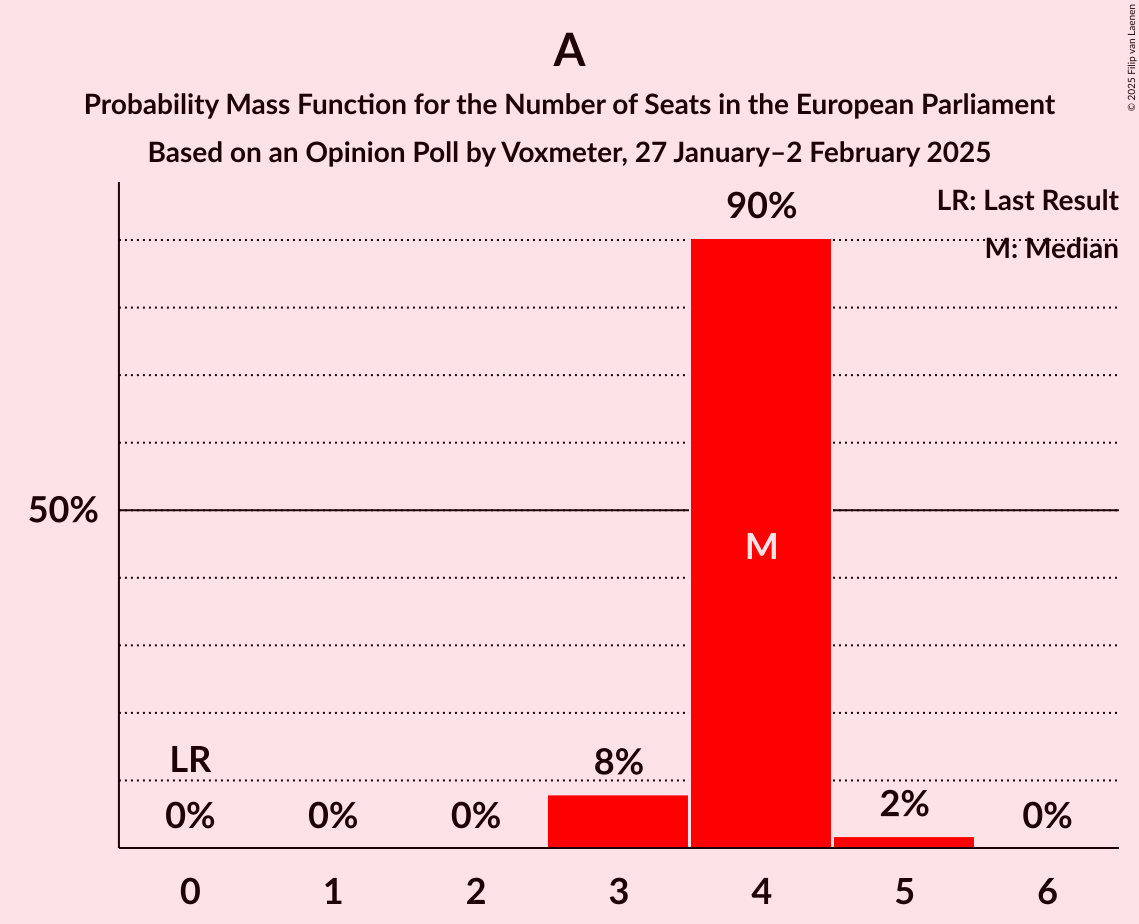 A
Probability Mass Function for the Number of Seats in the European Parliament
Based on an Opinion Poll by Voxmeter, 27 January–2 February 2025
© 2025 Filip van Laenen
LR: Last Result
M: Median
90%
50%
M
LR
8%
2%
0% 0% 0% 0%
0 1 2 3 4 5 6